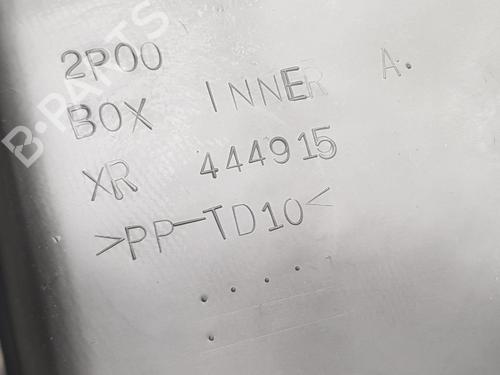 2P00
BOX INNER A.
XR 444915
>PP-TD10<
B-PARTS